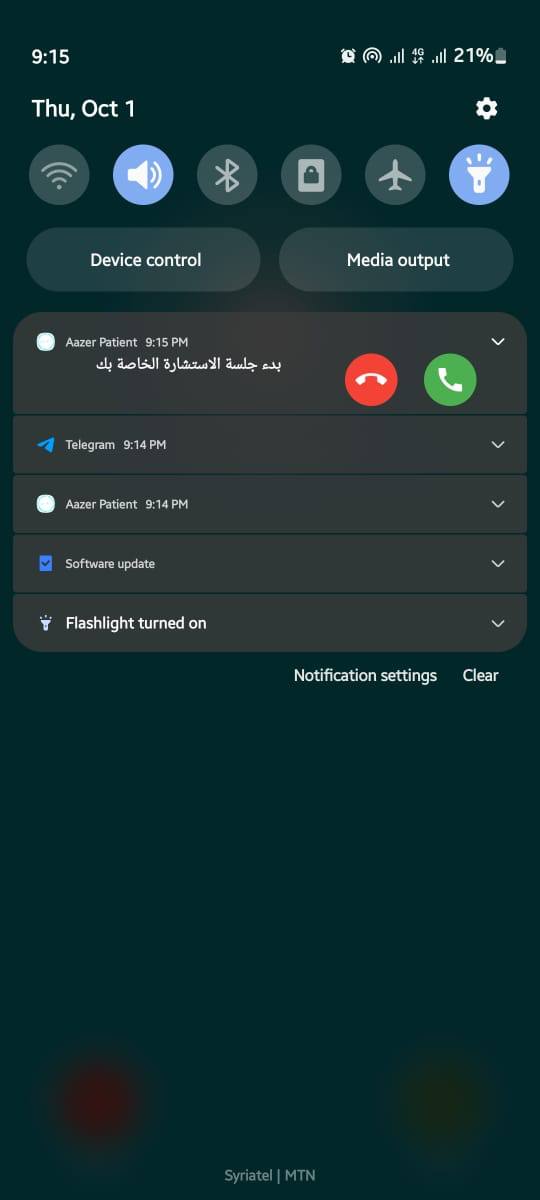 9:15
4G
21%
Thu, Oct 1
Device control
Media output
Aazer Patient 9:15 PM
بدء جلسة الاستشارة الخاصة بك
Telegram 9:14 PM
Aazer Patient 9:14 PM
Software update
Flashlight turned on
Notification settings Clear
Syriatel | MTN